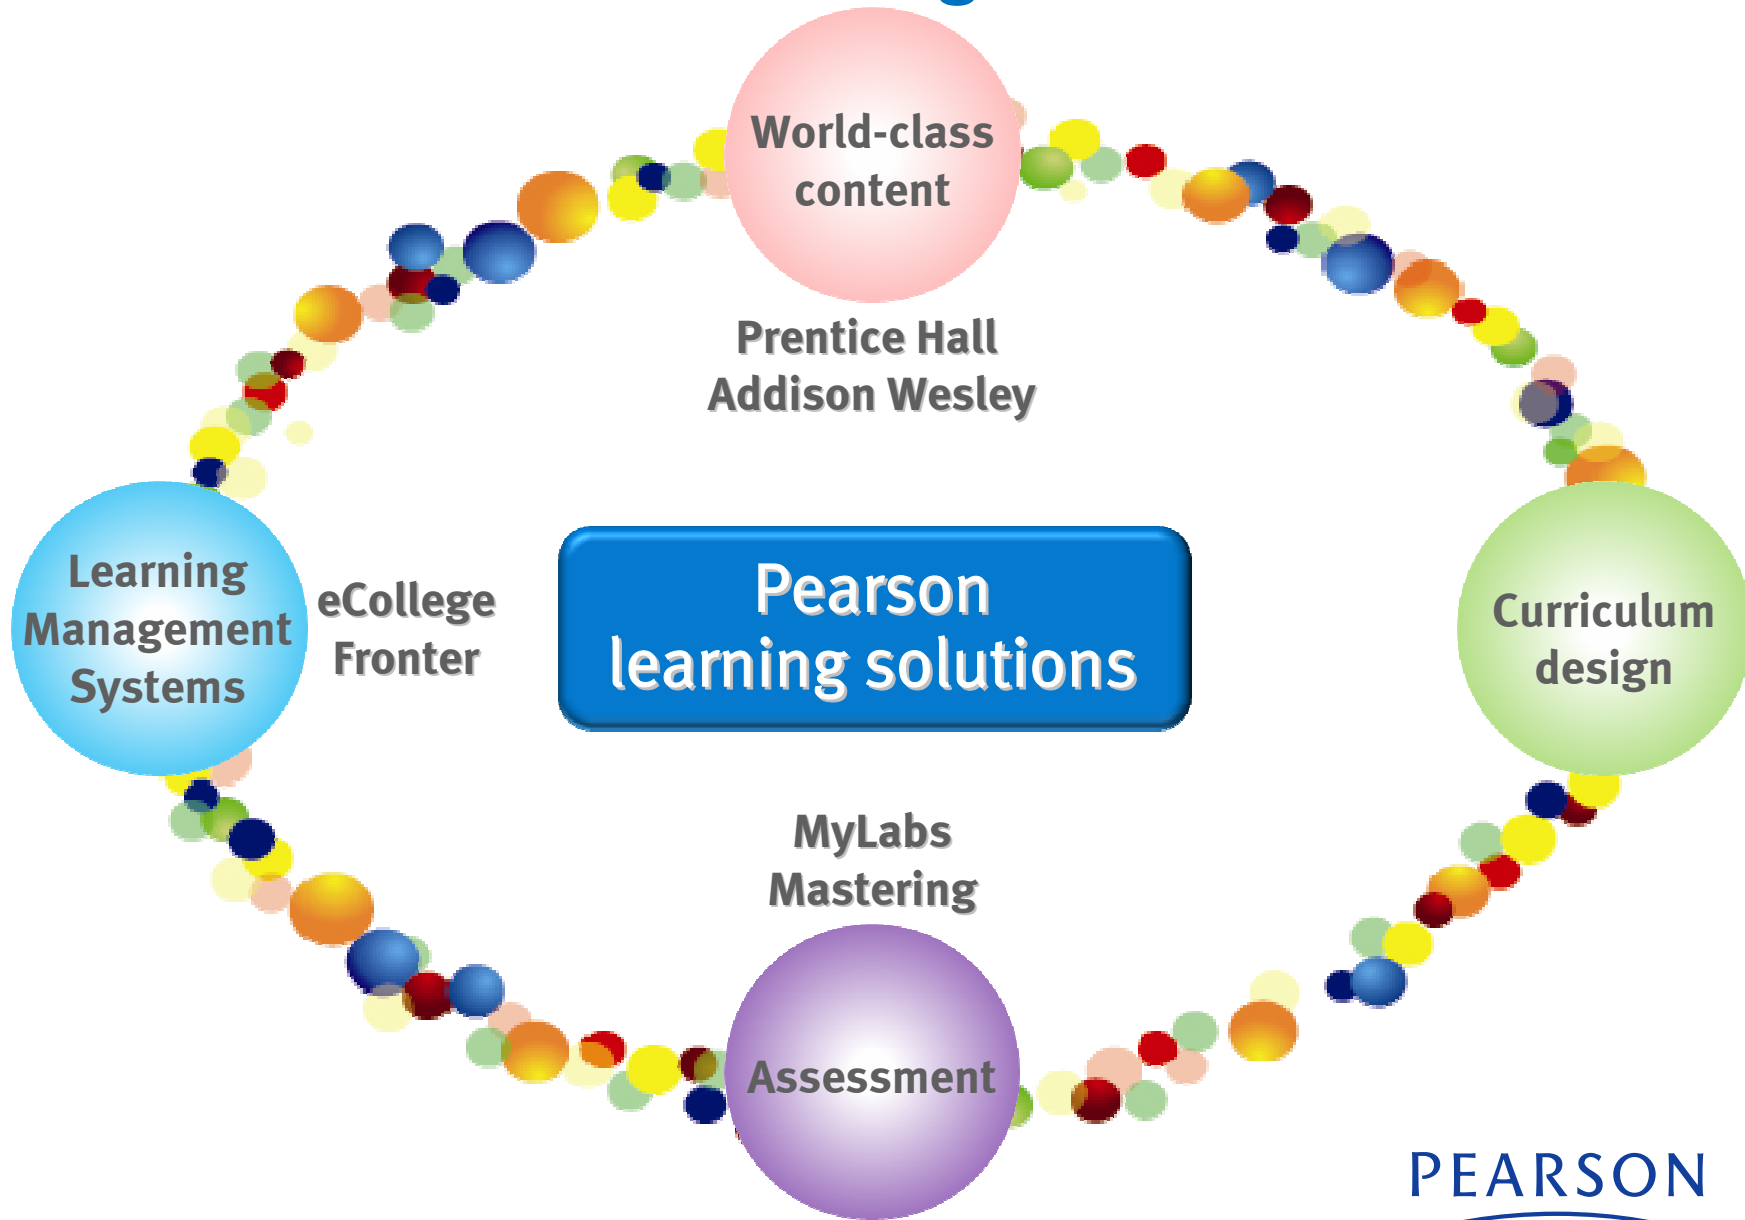 World-class
content
Prentice Hall
Addison Wesley
Learning
Management
Systems
eCollege
Fronter
Pearson
learning solutions
Curriculum
design
MyLabs
Mastering
Assessment
PEARSON